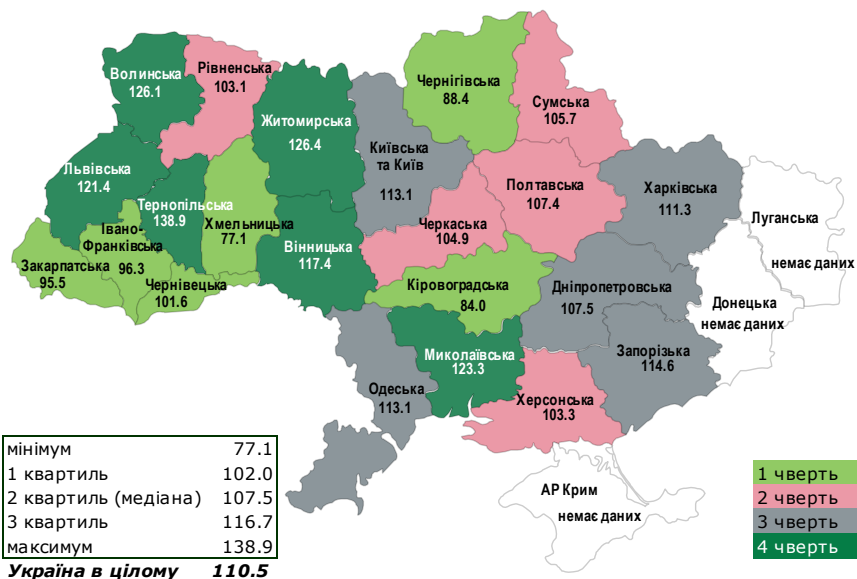 Волинська
126.1
Рівненська
103.1
Житомирська
126.4
Київська
та Київ
113.1
Чернігівська
88.4
Сумська
105.7
Львівська
121.4
Тернопільська
138.9
Хмельницька
77.1
Івано-
Франківська
96.3
Закарпатська
95.5
Чернівецька
101.6
Вінницька
117.4
Черкаська
104.9
Полтавська
107.4
Харківська
111.3
Луганська
немає даних
Кіровоградська
84.0
Дніпропетровська
107.5
Донецька
немає даних
Миколаївська
123.3
Запорізька
114.6
Одеська
113.1
Херсонська
103.3
АР Крим
немає даних
мінімум 77.1
1 квартиль 102.0
2 квартиль (медіана) 107.5
3 квартиль 116.7
максимум 138.9
Україна в цілому 110.5
1 чверть
2 чверть
3 чверть
4 чверть